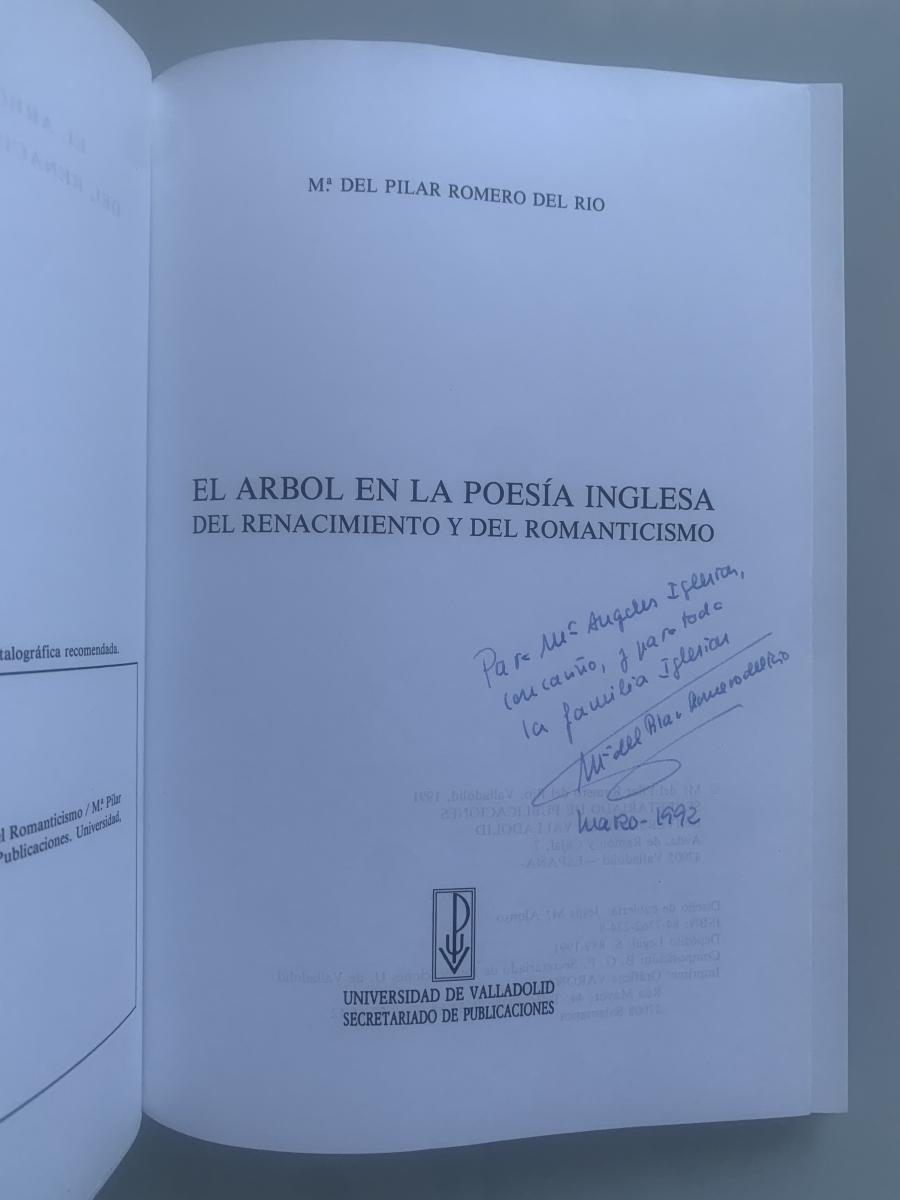 talográfica recomendada.
el Romanticismo / Mª Pilar
Publicaciones. Universidad,
Mª. DEL PILAR ROMERO DEL RIO
EL ARBOL EN LA POESÍA INGLESA
DEL RENACIMIENTO Y DEL ROMANTICISMO
Para Mª Angeles Iglesias,
con cariño, y para toda
la familia Iglesias
Mª del Pilar Romero del Rio
Marzo-1992
UNIVERSIDAD DE VALLADOLID
SECRETARIADO DE PUBLICACIONES